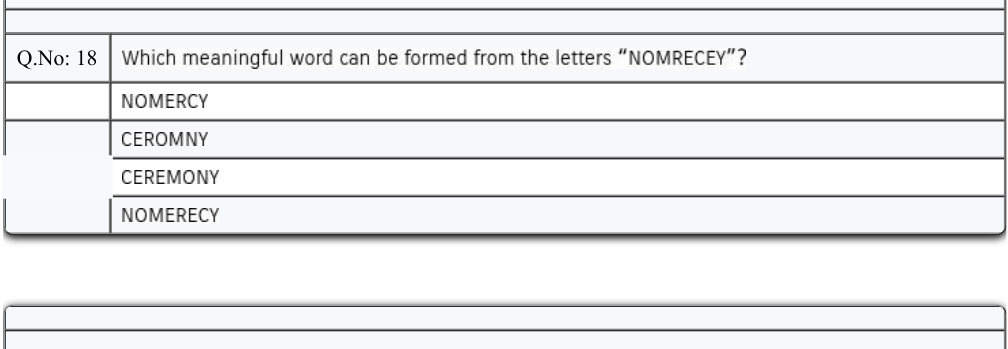 Q.No: 18 Which meaningful word can be formed from the letters “NOMRECEY”?
NOMERCY
CEROMNY
CEREMONY
NOMERECY